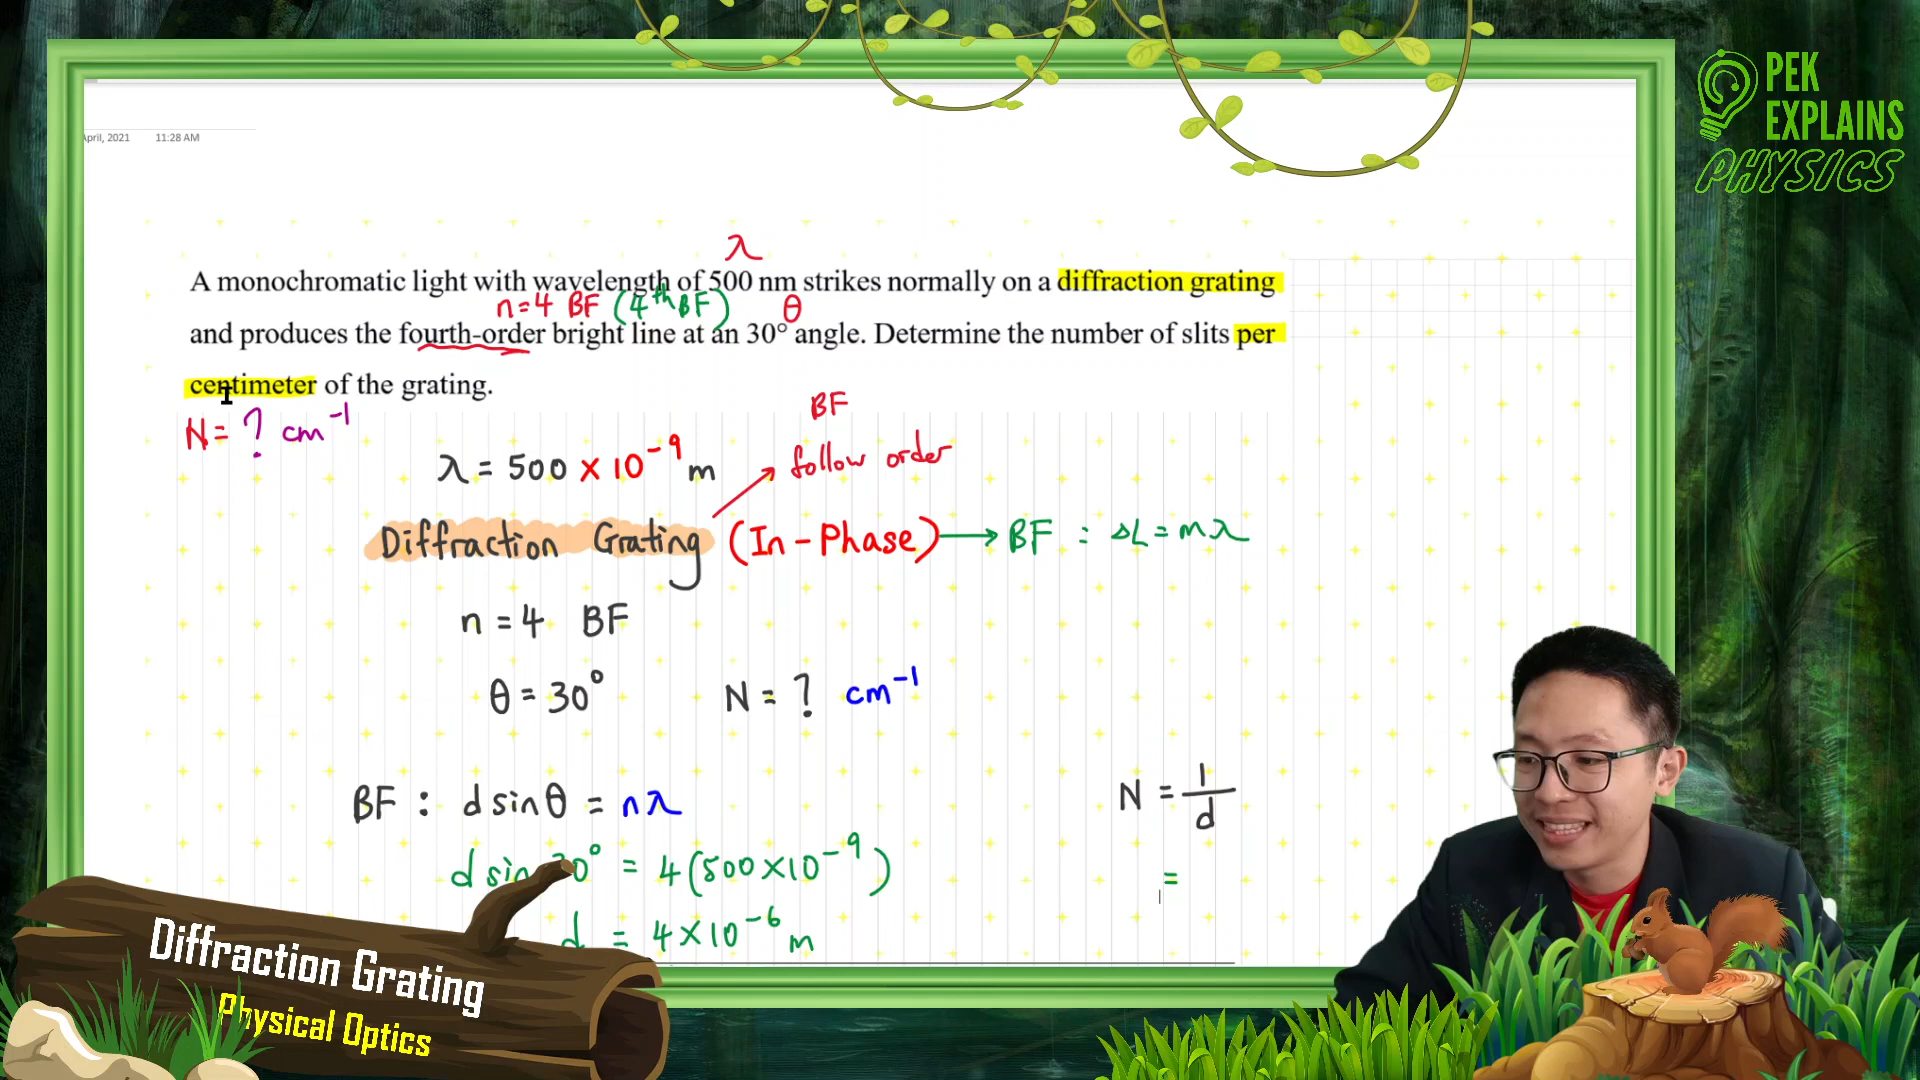 PEK
EXPLAINS
PHYSICS
April, 2021 11:28 AM
λ
A monochromatic light with wavelength of 500 nm strikes normally on a diffraction grating
n=4 BF (4th BF) θ
and produces the fourth-order bright line at an 30° angle. Determine the number of slits per
centimeter of the grating.
N = ? cm⁻¹
BF
follow order
λ = 500 × 10⁻⁹ m
Diffraction Grating (In-Phase) → BF : ΔL = mλ
n = 4 BF
θ = 30° N = ? cm⁻¹
BF : d sinθ = nλ
N = 1/d
d sin 30° = 4(500×10⁻⁹)
=
d = 4×10⁻⁶ m
Diffraction Grating
Physical Optics